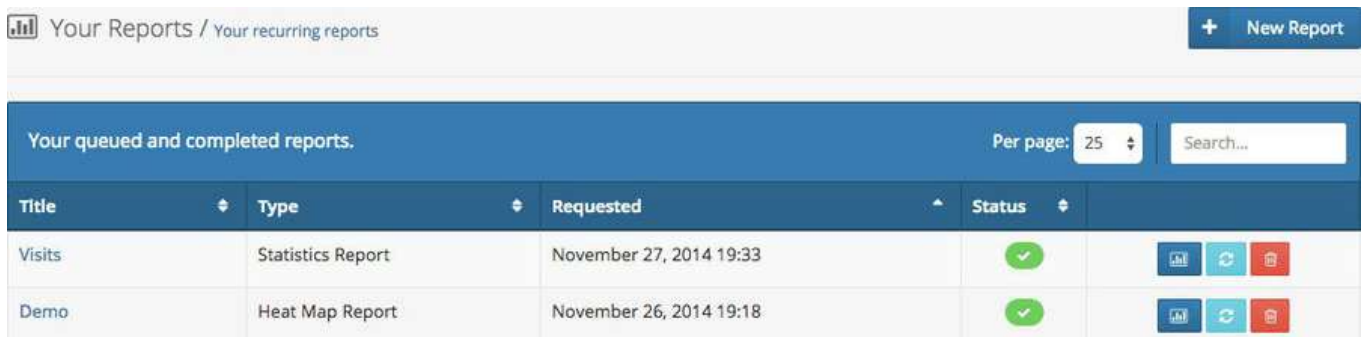 Your Reports / Your recurring reports
+ New Report
Your queued and completed reports.
Per page: 25
Search...
Title Type Requested Status
Visits Statistics Report November 27, 2014 19:33
Demo Heat Map Report November 26, 2014 19:18